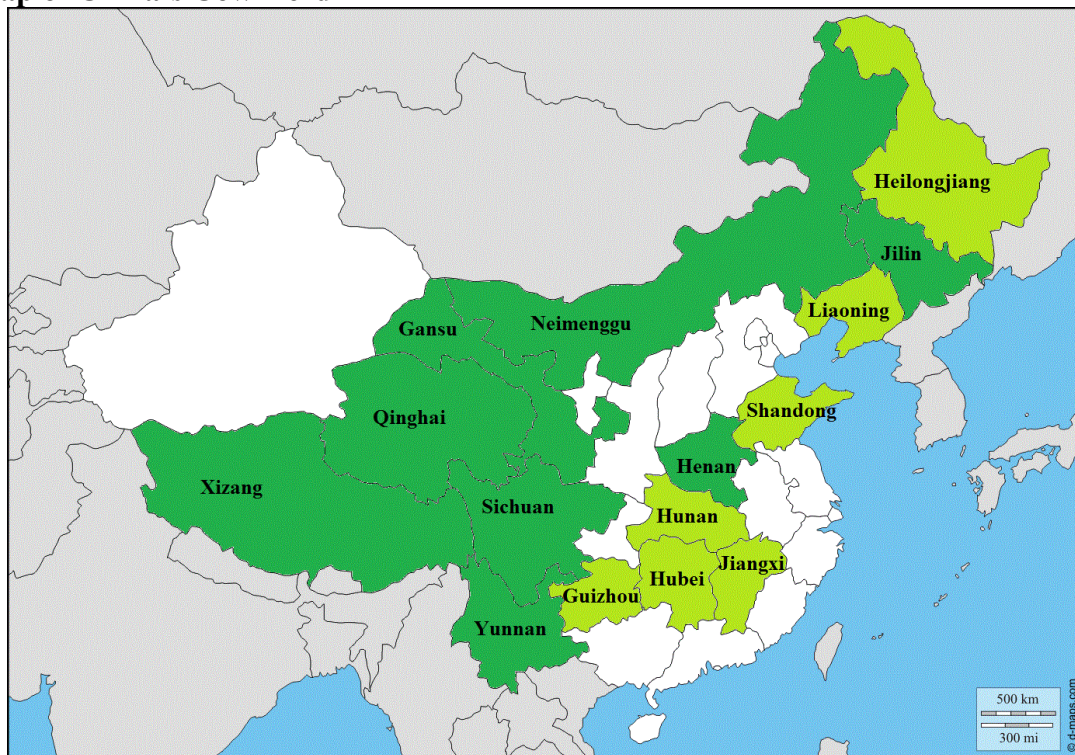 Heilongjiang
Jilin
Liaoning
Neimenggu
Gansu
Shandong
Qinghai
Henan
Xizang
Sichuan
Hunan
Jiangxi
Hubei
Guizhou
Yunnan
500 km
300 mi
© d-maps.com